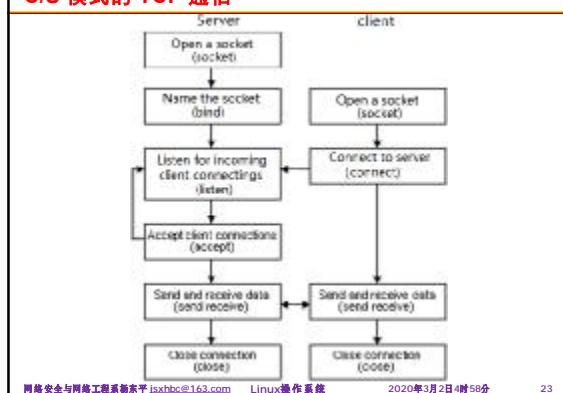 C/S 模式的 TCP 通信
Server
client
Open a socket
(socket)
Name the socket
(bind)
Open a socket
(socket)
Listen for incoming
client connectings
(listen)
Connect to server
(connect)
Accept client connections
(accept)
Send and receive data
(send receive)
Send and receive data
(send receive)
Close connection
(close)
Close connection
(close)
网络安全与网络工程系杨东平 jsxhbc@163.com Linux操作系统 2020年3月2日4时58分 23